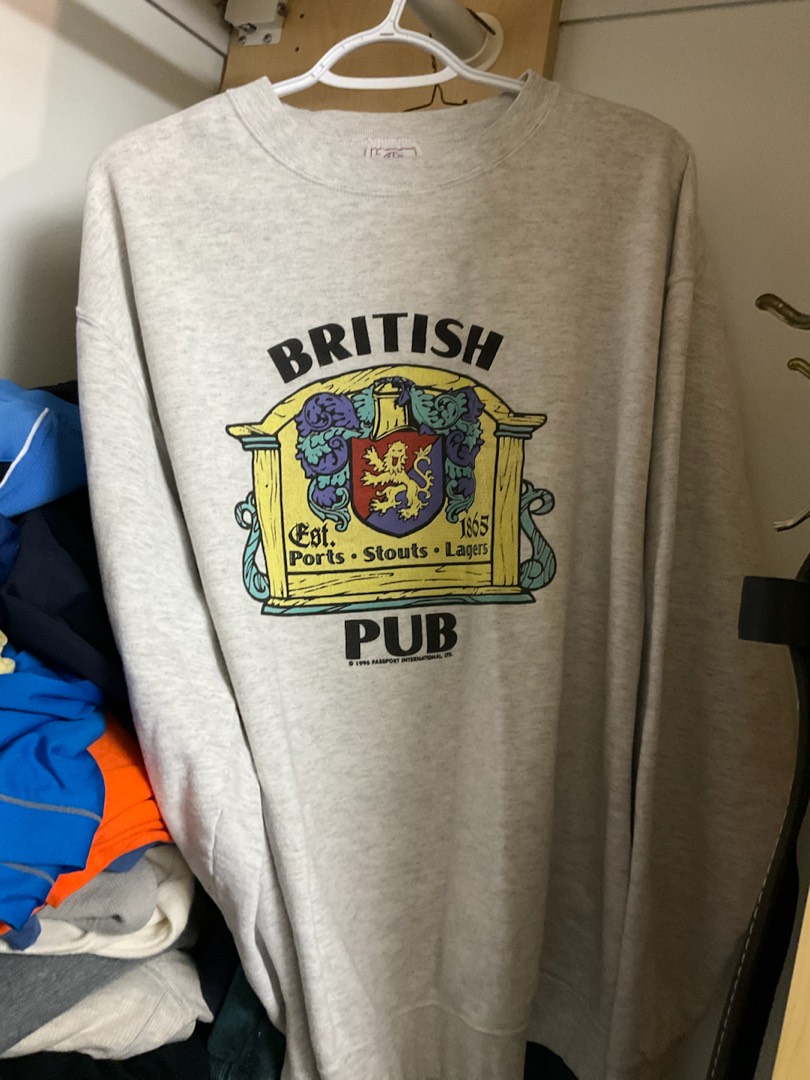 BRITISH
Est. 1865
Ports • Stouts • Lagers
PUB
© 1996 PASSPORT INTERNATIONAL, LTD.